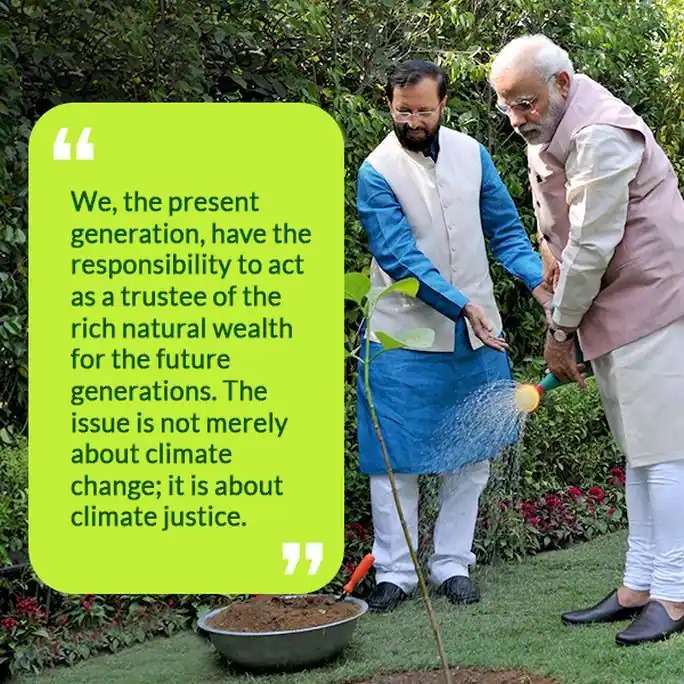 “
We, the present
generation, have the
responsibility to act
as a trustee of the
rich natural wealth
for the future
generations. The
issue is not merely
about climate
change; it is about
climate justice.
”